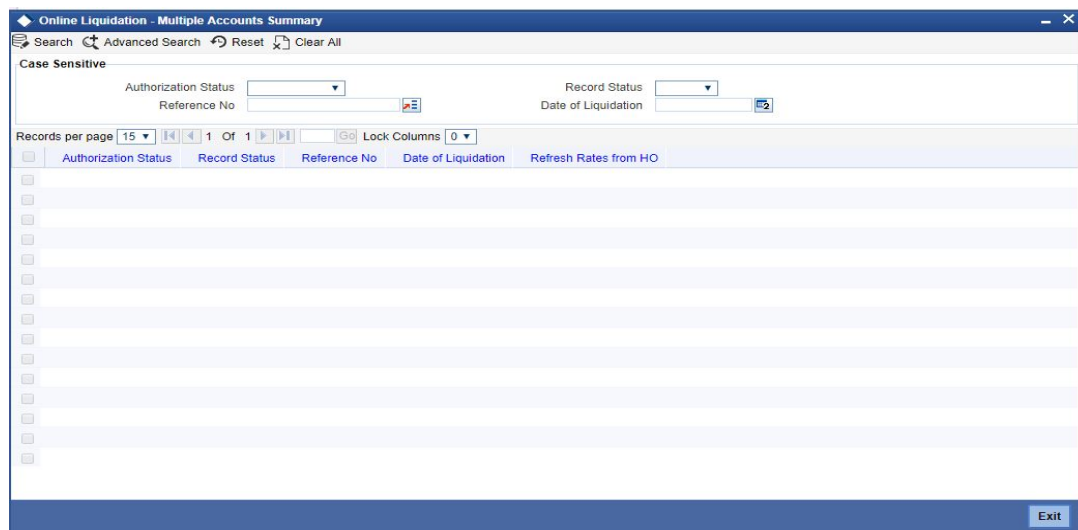 Online Liquidation - Multiple Accounts Summary
Search Advanced Search Reset Clear All
Case Sensitive
Authorization Status Record Status
Reference No Date of Liquidation
Records per page 15 1 Of 1 Go Lock Columns 0
Authorization Status Record Status Reference No Date of Liquidation Refresh Rates from HO
Exit